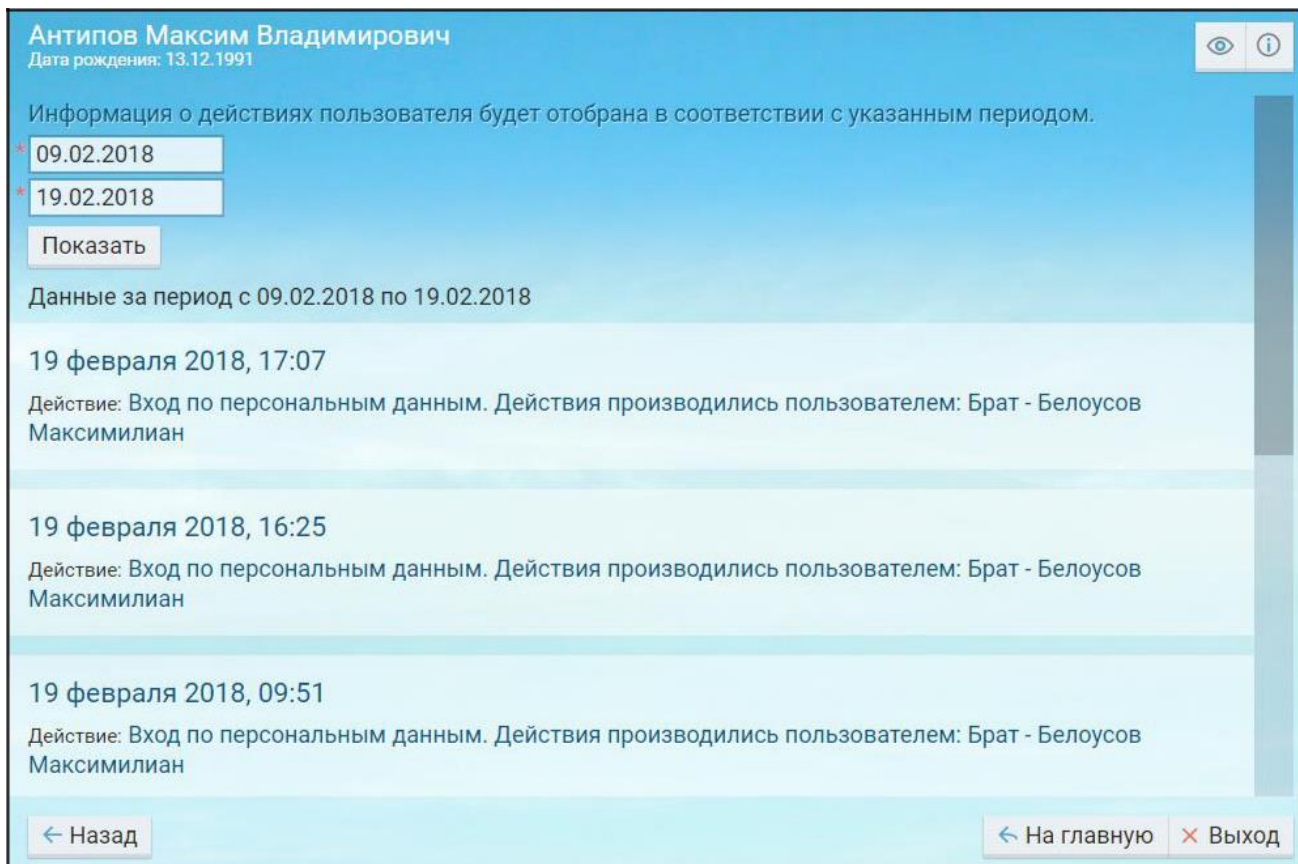 Антипов Максим Владимирович
Дата рождения: 13.12.1991
Информация о действиях пользователя будет отобрана в соответствии с указанным периодом.
* 09.02.2018
* 19.02.2018
Показать
Данные за период с 09.02.2018 по 19.02.2018
19 февраля 2018, 17:07
Действие: Вход по персональным данным. Действия производились пользователем: Брат - Белоусов
Максимилиан
19 февраля 2018, 16:25
Действие: Вход по персональным данным. Действия производились пользователем: Брат - Белоусов
Максимилиан
19 февраля 2018, 09:51
Действие: Вход по персональным данным. Действия производились пользователем: Брат - Белоусов
Максимилиан
Назад
На главную
Выход